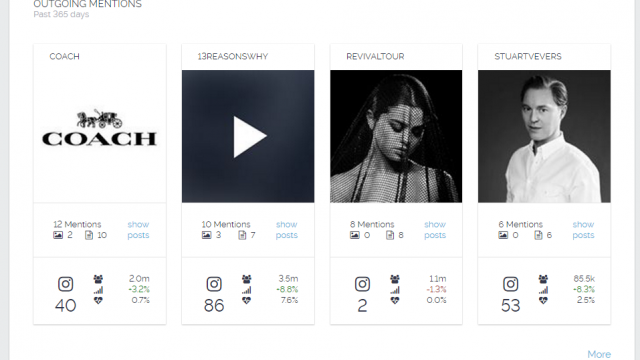 OUTGOING MENTIONS
Past 365 days
COACH
13REASONSWHY
REVIVALTOUR
STUARTVEVERS
COACH
12 Mentions
show posts
2
10
10 Mentions
show posts
3
7
8 Mentions
show posts
0
8
6 Mentions
show posts
0
6
40
2.0m
-3.2%
0.7%
86
3.5m
+8.8%
7.6%
2
1.1m
-1.3%
0.0%
53
65.5k
+8.3%
2.5%
More